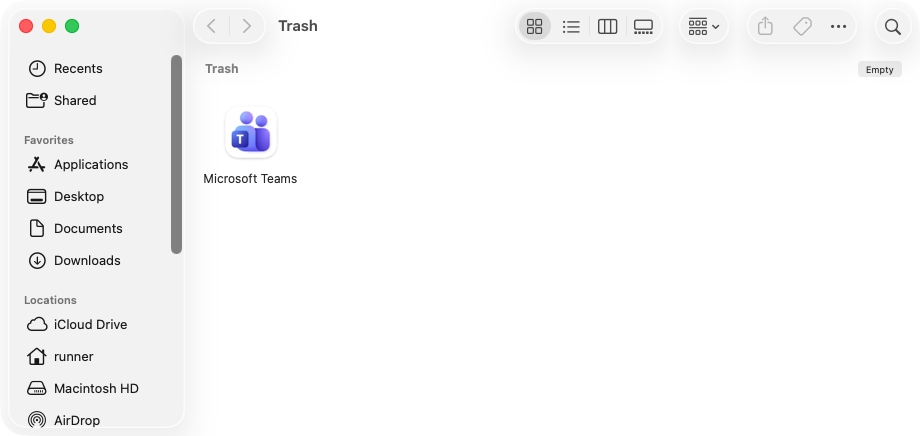 Trash
Recents
Shared
Favorites
Applications
Desktop
Documents
Downloads
Locations
iCloud Drive
runner
Macintosh HD
AirDrop
Trash
Empty
T
Microsoft Teams